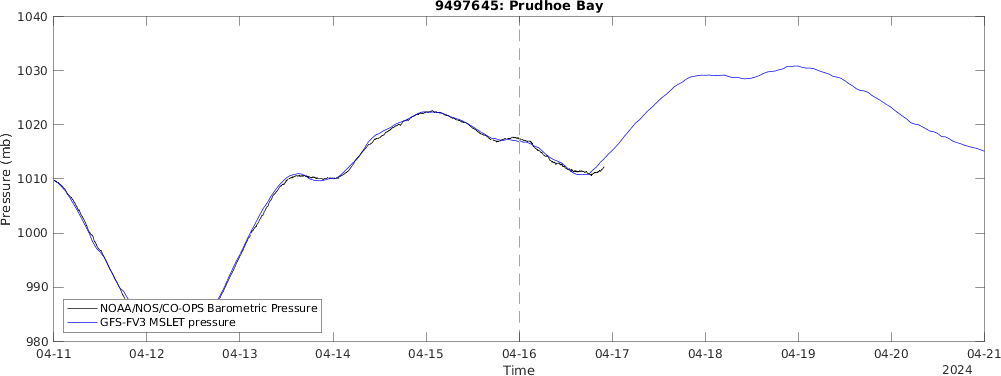 9497645: Prudhoe Bay
1040
1030
1020
1010
1000
990
980
Pressure (mb)
NOAA/NOS/CO-OPS Barometric Pressure
GFS-FV3 MSLET pressure
04-11 04-12 04-13 04-14 04-15 04-16 04-17 04-18 04-19 04-20 04-21
Time
2024